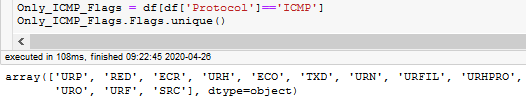 Only_ICMP_Flags = df[df['Protocol']=='ICMP']
Only_ICMP_Flags.Flags.unique()
executed in 108ms, finished 09:22:45 2020-04-26
array(['URP', 'RED', 'ECR', 'URH', 'ECO', 'TXD', 'URN', 'URFIL', 'URHPRO',
'URO', 'URF', 'SRC'], dtype=object)